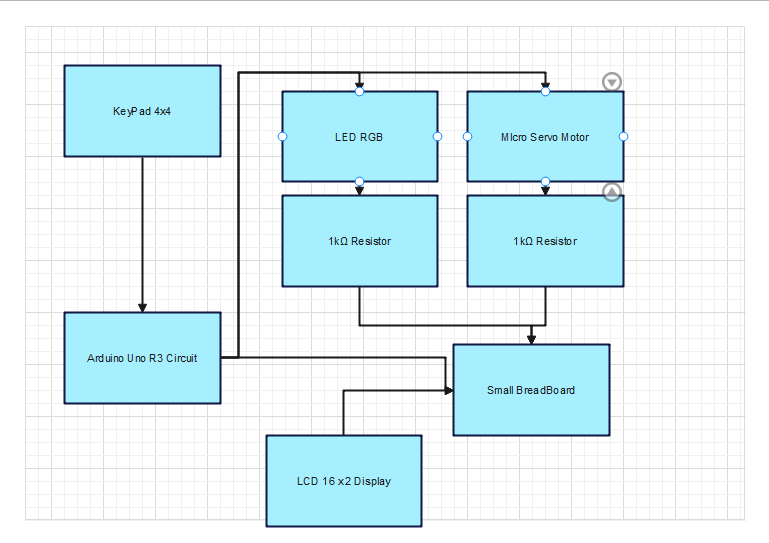 KeyPad 4x4
LED RGB
MIcro Servo Motor
1kΩ Resistor
1kΩ Resistor
Arduino Uno R3 Circuit
Small BreadBoard
LCD 16 x2 Display